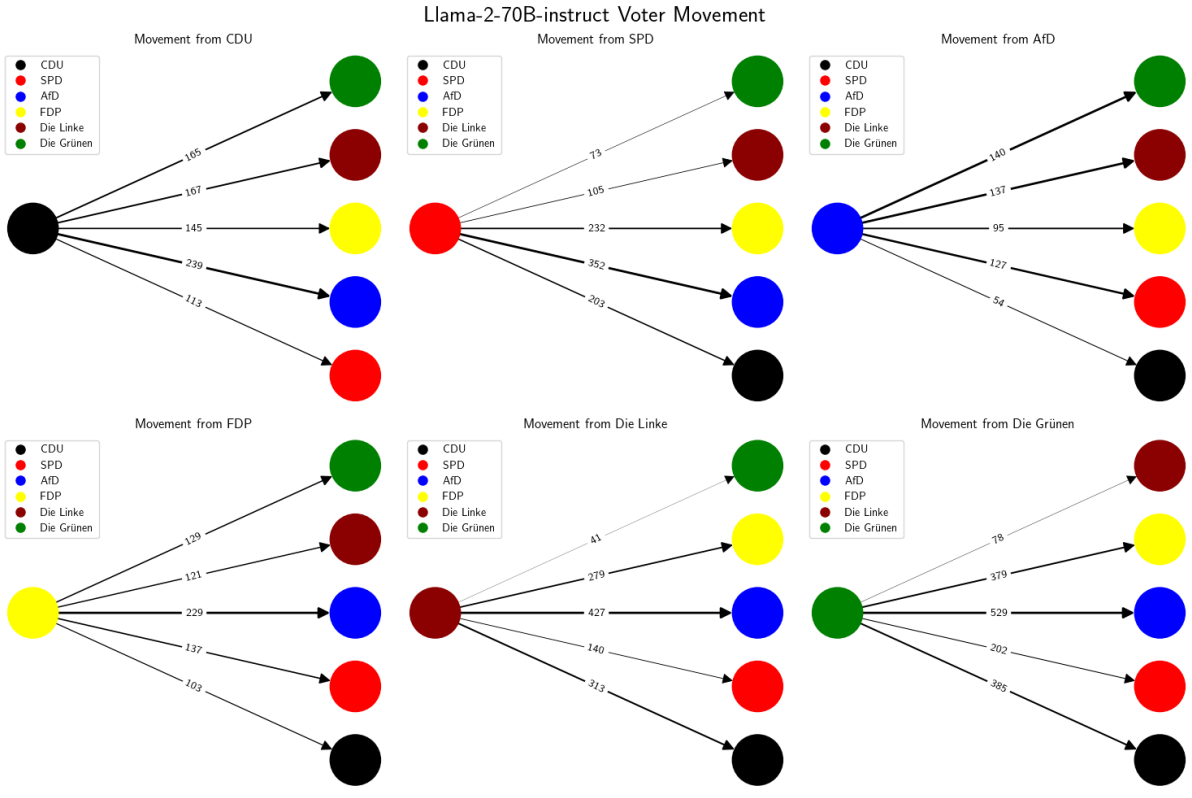 Llama-2-70B-instruct Voter Movement
Movement from CDU
CDU
SPD
AfD
FDP
Die Linke
Die Grünen
165
167
145
239
113
Movement from SPD
CDU
SPD
AfD
FDP
Die Linke
Die Grünen
73
105
232
352
203
Movement from AfD
CDU
SPD
AfD
FDP
Die Linke
Die Grünen
140
137
95
127
54
Movement from FDP
CDU
SPD
AfD
FDP
Die Linke
Die Grünen
129
121
229
137
103
Movement from Die Linke
CDU
SPD
AfD
FDP
Die Linke
Die Grünen
41
279
427
140
313
Movement from Die Grünen
CDU
SPD
AfD
FDP
Die Linke
Die Grünen
78
379
529
202
385